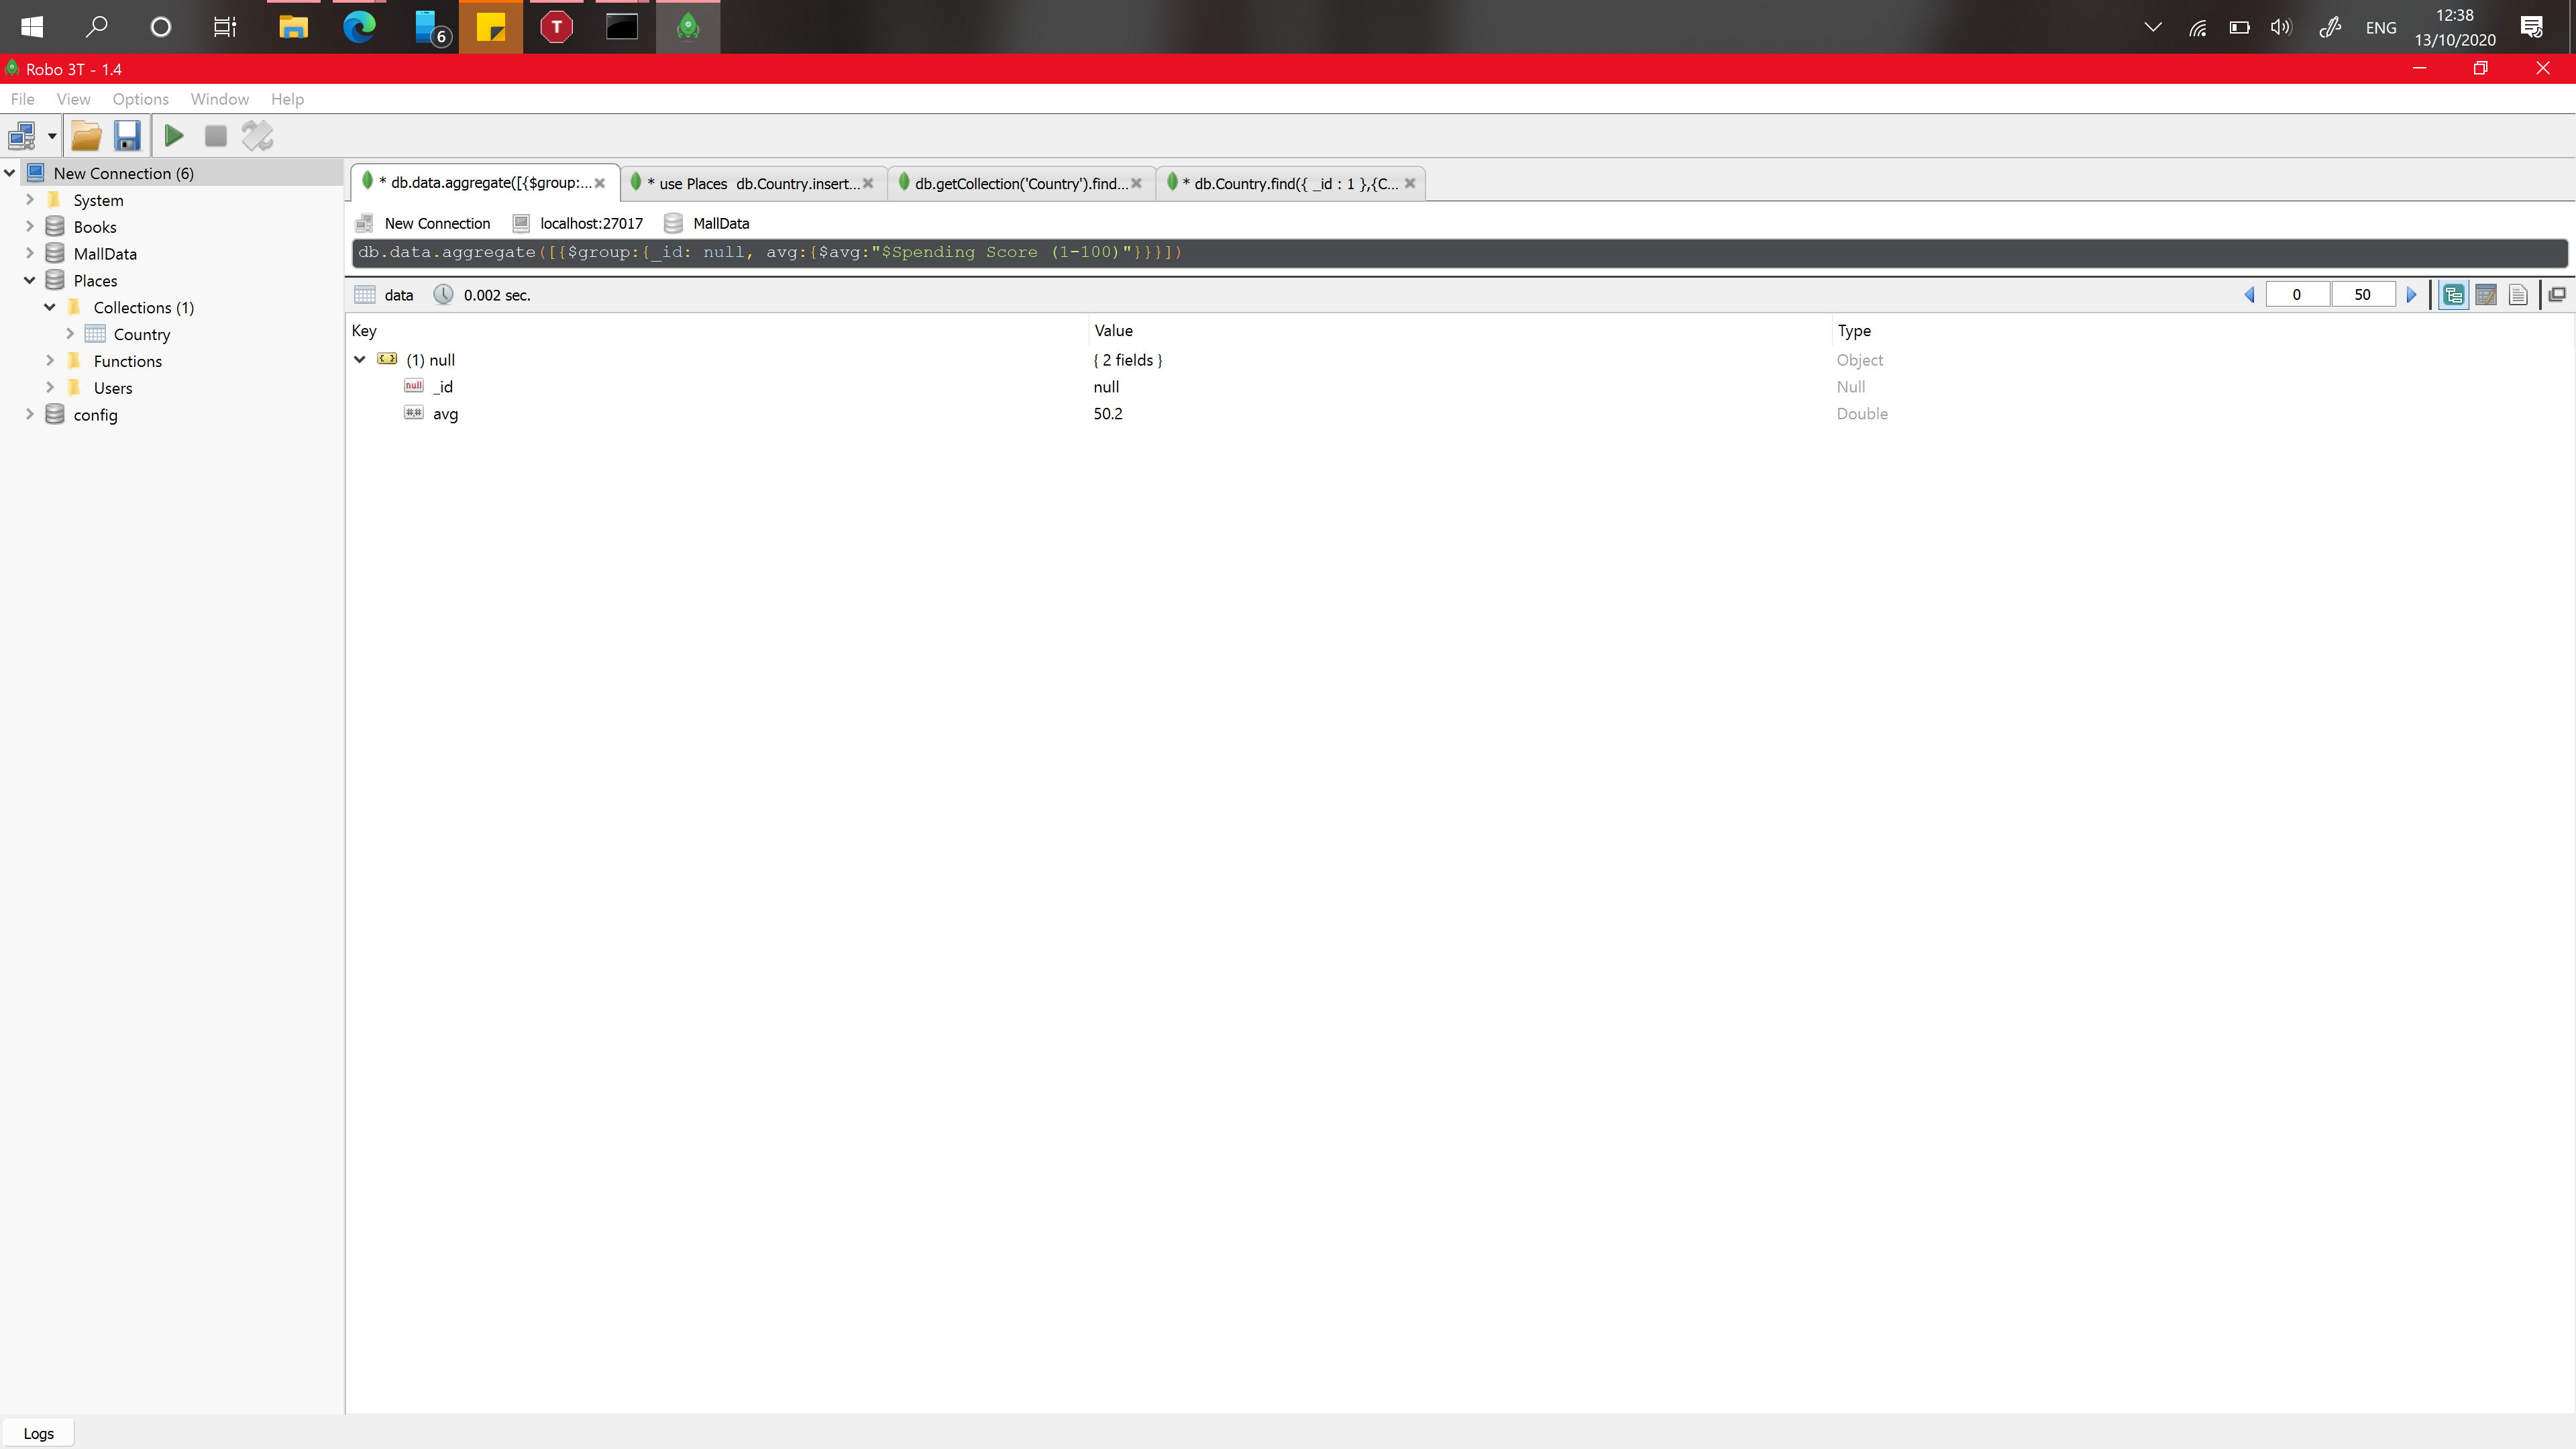 6
T
ENG
12:38
13/10/2020
Robo 3T - 1.4
File View Options Window Help
New Connection (6)
System
Books
MallData
Places
Collections (1)
Country
Functions
Users
config
* db.data.aggregate([{$group:...
* use Places db.Country.insert...
db.getCollection('Country').find...
* db.Country.find({ _id : 1 },{C...
New Connection localhost:27017 MallData
db.data.aggregate([{$group:{_id: null, avg:{$avg:"$Spending Score (1-100)"}}}])
data 0.002 sec. 0 50
Key Value Type
{ } (1) null { 2 fields } Object
null _id null Null
#.# avg 50.2 Double
Logs